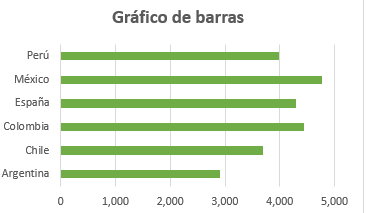 Gráfico de barras
Perú
México
España
Colombia
Chile
Argentina
0 1,000 2,000 3,000 4,000 5,000